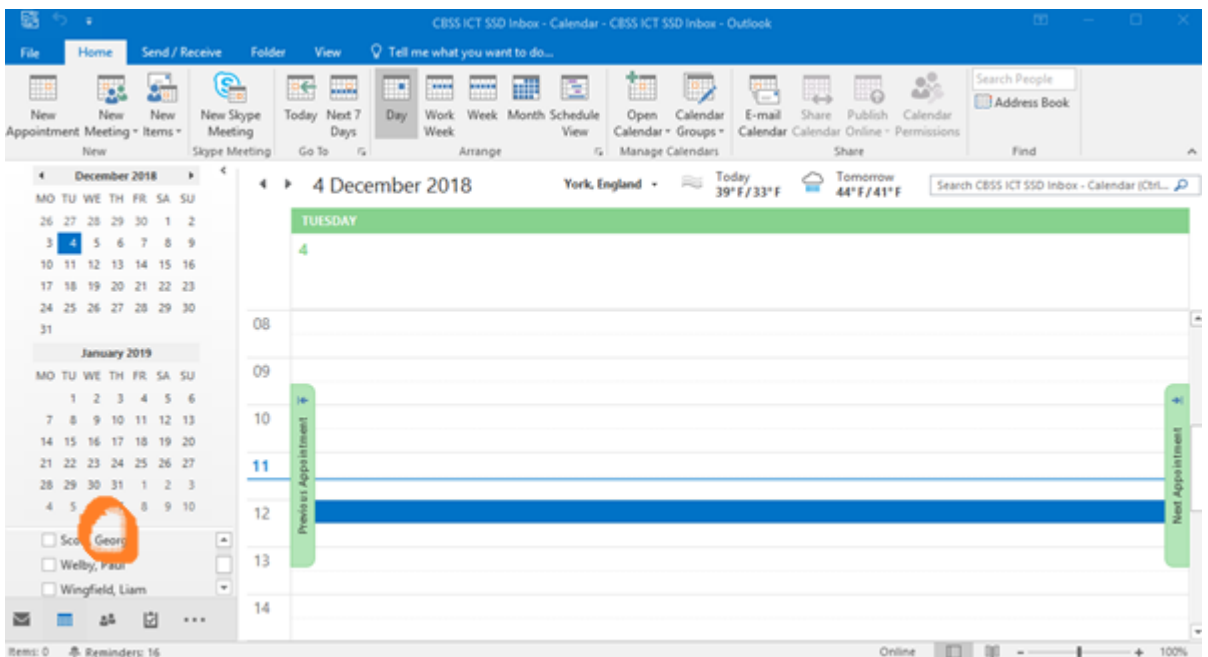 CBSS ICT SSD Inbox - Calendar - CBSS ICT SSD Inbox - Outlook
File Home Send / Receive Folder View Tell me what you want to do...
New Appointment
New Meeting
New Items
New
New Skype Meeting
Skype Meeting
Today
Next 7 Days
Go To
Day
Work Week
Week
Month
Schedule View
Arrange
Open Calendar
Calendar Groups
Manage Calendars
E-mail Calendar
Share Calendar
Publish Online
Calendar Permissions
Share
Search People
Address Book
Find
December 2018
MO TU WE TH FR SA SU
26 27 28 29 30 1 2
3 4 5 6 7 8 9
10 11 12 13 14 15 16
17 18 19 20 21 22 23
24 25 26 27 28 29 30
31
January 2019
MO TU WE TH FR SA SU
1 2 3 4 5 6
7 8 9 10 11 12 13
14 15 16 17 18 19 20
21 22 23 24 25 26 27
28 29 30 31 1 2 3
4 5 8 9 10
Welby, Paul
Wingfield, Liam
4 December 2018
York, England
Today
39°F/33°F
Tomorrow
44°F/41°F
Search CBSS ICT SSD Inbox - Calendar (Ctrl...
TUESDAY
4
08
09
10
11
12
13
14
Previous Appointment
Next Appointment
Items: 0 Reminders: 16
Online
100%